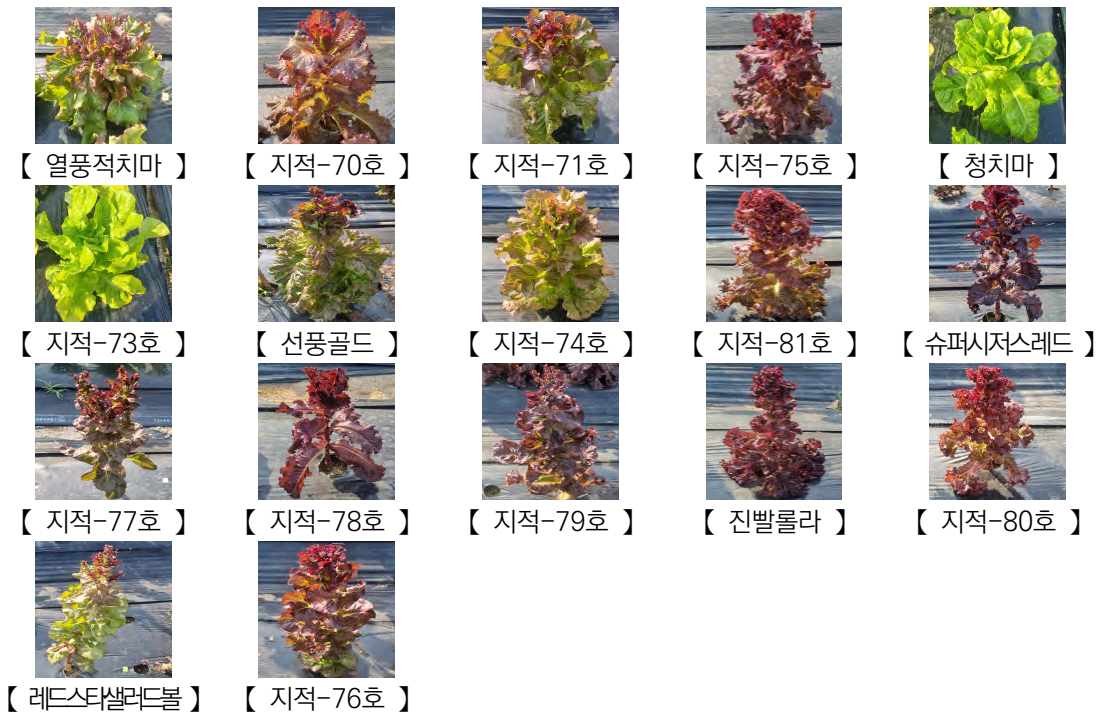 【 열풍적치마 】 【 지적-70호 】 【 지적-71호 】 【 지적-75호 】 【 청치마 】
【 지적-73호 】 【 선풍골드 】 【 지적-74호 】 【 지적-81호 】 【 슈퍼시저스레드 】
【 지적-77호 】 【 지적-78호 】 【 지적-79호 】 【 진빨롤라 】 【 지적-80호 】
【 레드스타샐러드볼 】 【 지적-76호 】